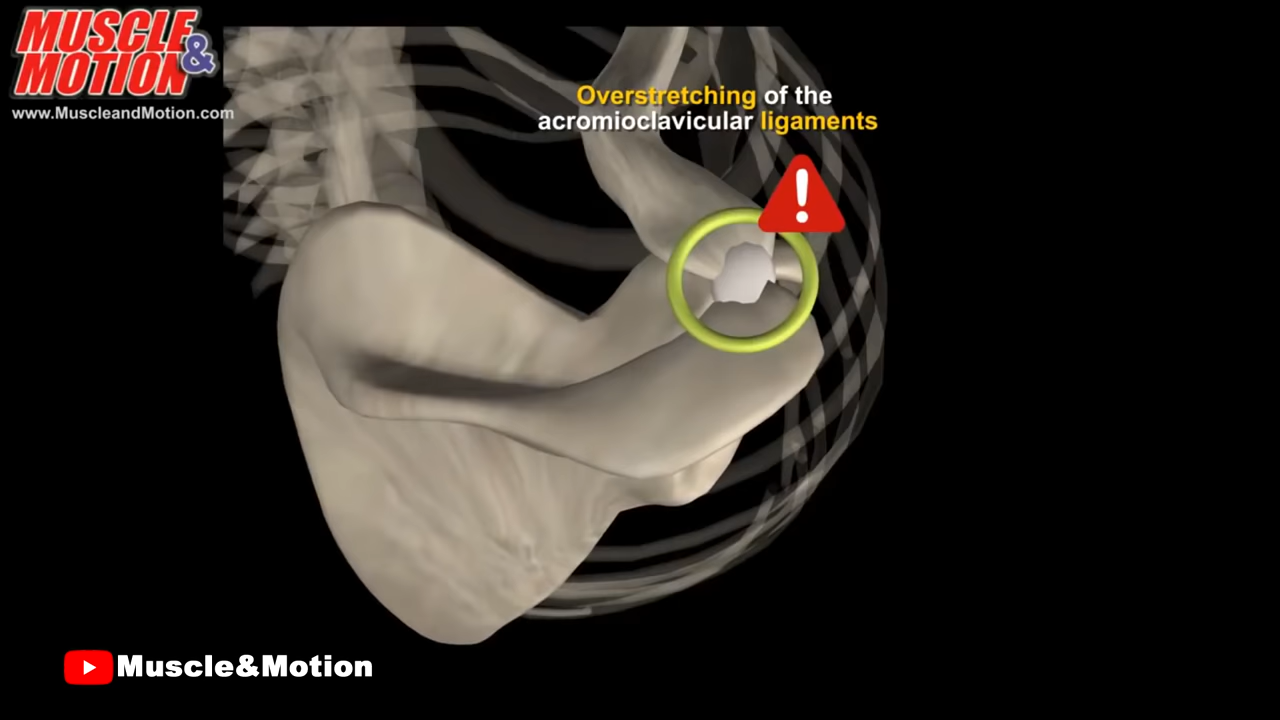 MUSCLE
&
MOTION
www.MuscleandMotion.com
Overstretching of the
acromioclavicular ligaments
!
Muscle&Motion